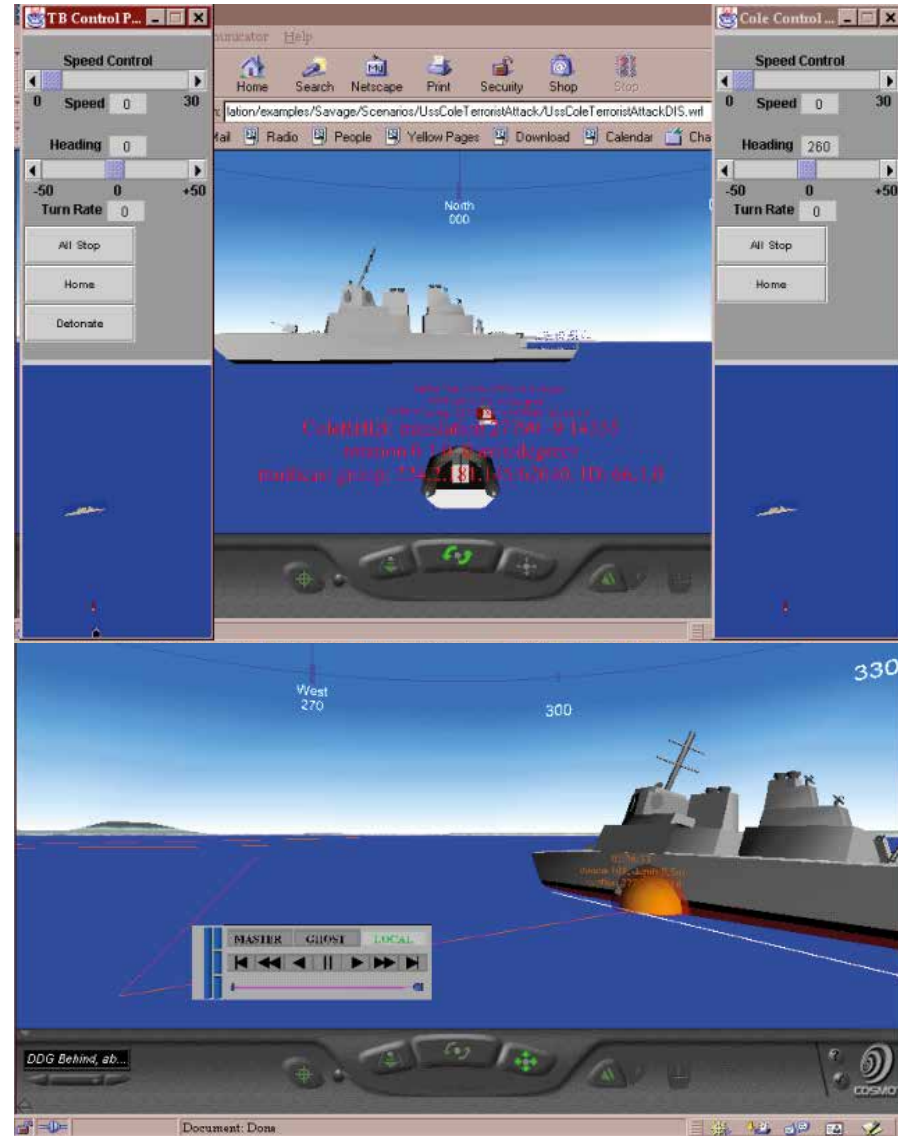 TB Control P...
Speed Control
0 Speed 0 30
Heading 0
-50 0 +50
Turn Rate 0
All Stop
Home
Detonate
Help
Home Search Netscape Print Security Shop Stop
lation/examples/Savage/Scenarios/UssColeTerroristAttack/UssColeTerroristAttackDIS.wrl
Mail Radio People Yellow Pages Download Calendar Cha
North
000
Cole Control ...
Speed Control
0 Speed 0 30
Heading 260
-50 0 +50
Turn Rate 0
All Stop
Home
West
270
300
330
MASTER GHOST LOCAL
DDG Behind, ab...
?
COSMO
Document: Done